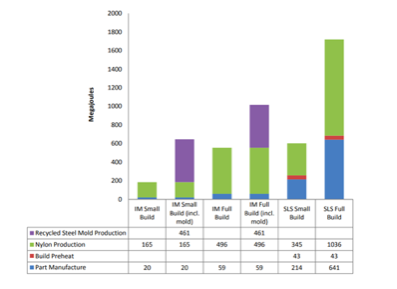 2000
1800
1600
1400
1200
1000
800
600
400
200
0
Megajoules
IM Small Build
IM Small Build (incl. mold)
IM Full Build
IM Full Build (incl. mold)
SLS Small Build
SLS Full Build
Recycled Steel Mold Production 461 461
Nylon Production 165 165 496 496 345 1036
Build Preheat 43 43
Part Manufacture 20 20 59 59 214 641